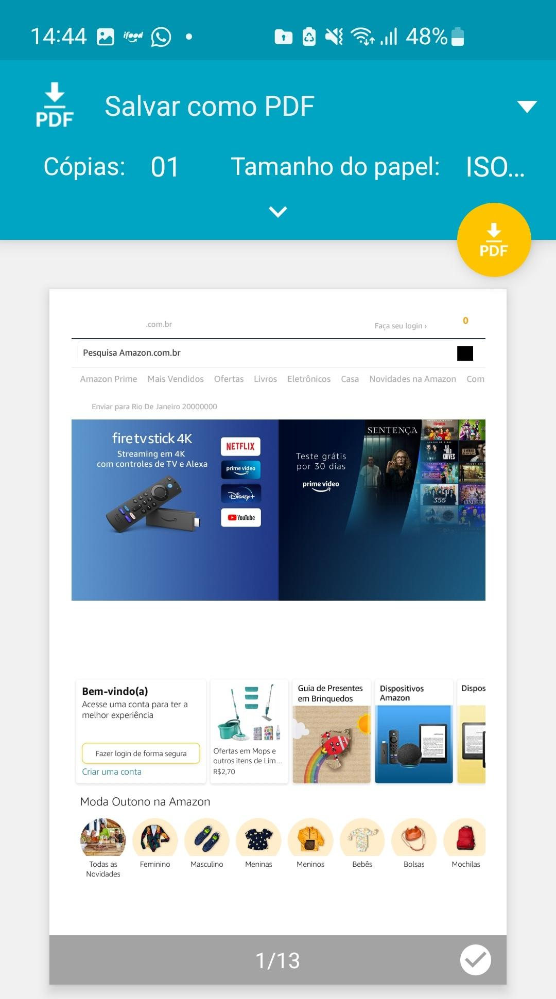 14:44 ifood 48%
PDF
Salvar como PDF
Cópias: 01 Tamanho do papel: ISO...
PDF
.com.br Faça seu login › 0
Pesquisa Amazon.com.br
Amazon Prime Mais Vendidos Ofertas Livros Eletrônicos Casa Novidades na Amazon Com
Enviar para Rio De Janeiro 20000000
fire tv stick 4K
Streaming em 4K
com controles de TV e Alexa
NETFLIX
prime video
Disney+
YouTube
Teste grátis
por 30 dias
prime video
SENTENÇA
ALL THE OLD KNIVES
355
Bem-vindo(a)
Acesse uma conta para ter a
melhor experiência
Fazer login de forma segura
Criar uma conta
Ofertas em Mops e
outros itens de Lim...
R$2,70
Guia de Presentes
em Brinquedos
Dispositivos
Amazon
Dispos
Moda Outono na Amazon
Todas as
Novidades
Feminino
Masculino
Meninas
Meninos
Bebês
Bolsas
Mochilas
1/13